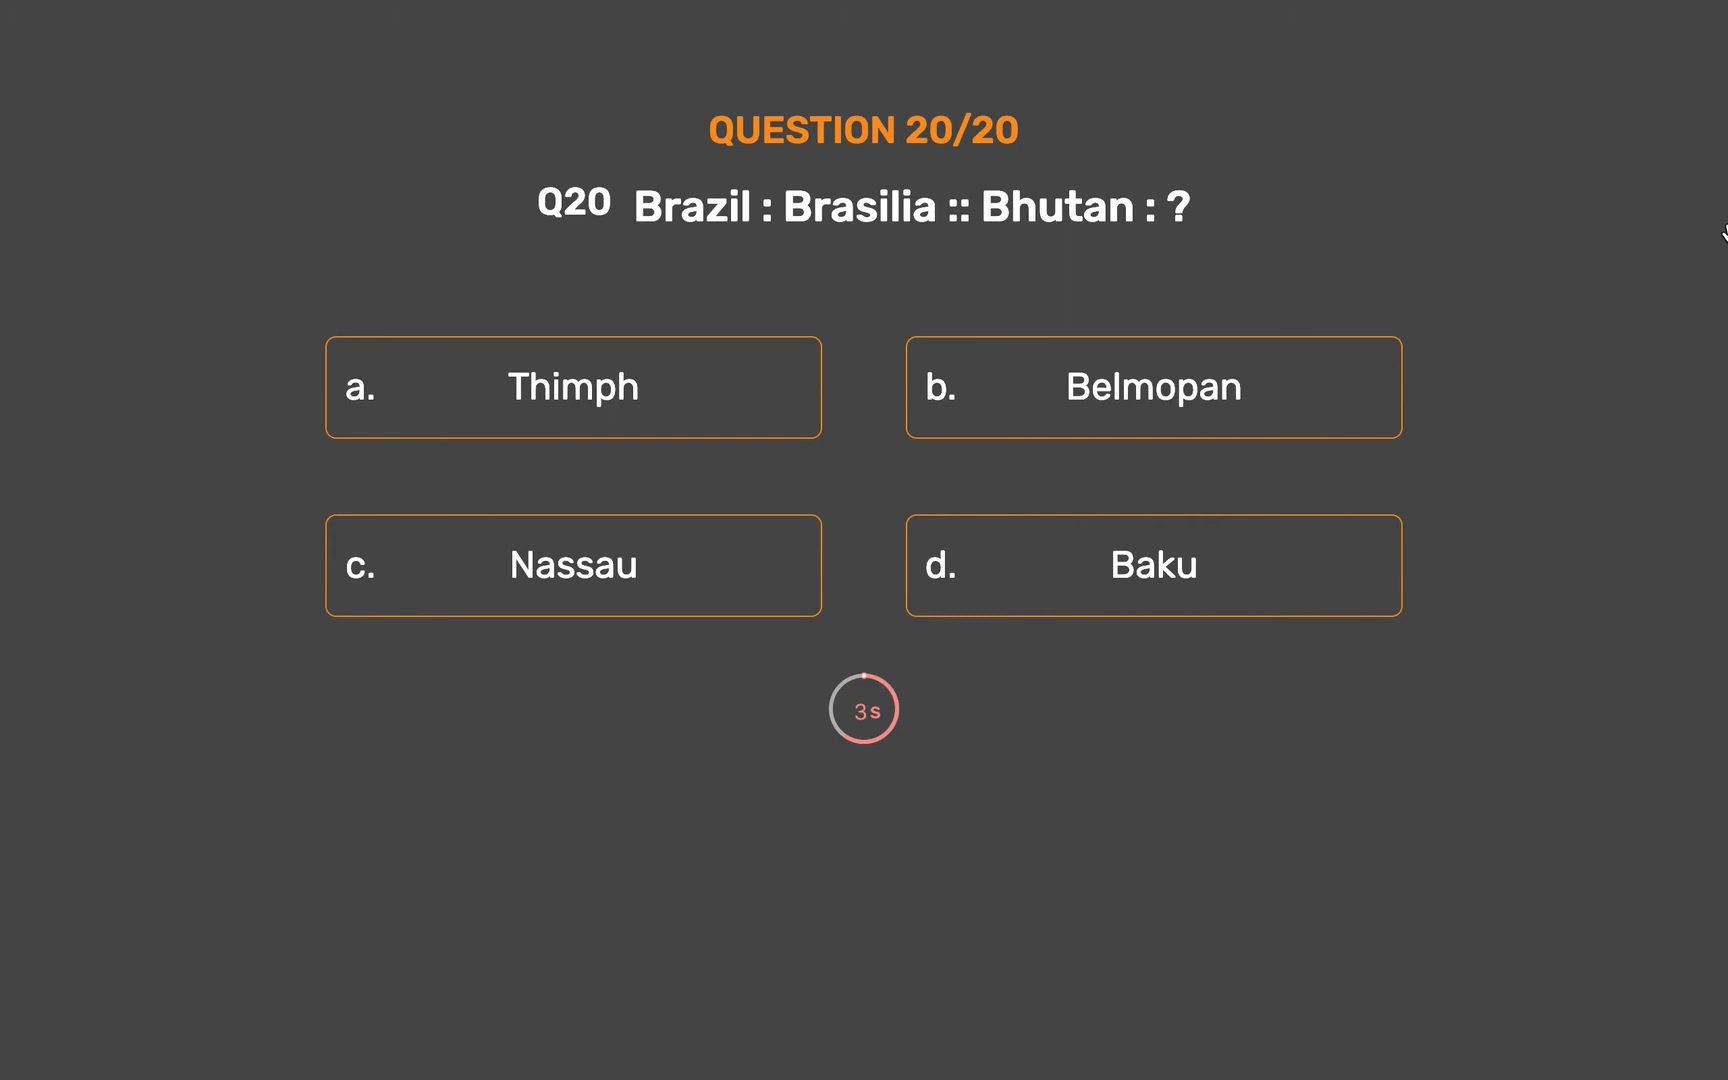 QUESTION 20/20
Q20 Brazil : Brasilia :: Bhutan : ?
a. Thimph
b. Belmopan
c. Nassau
d. Baku
3s